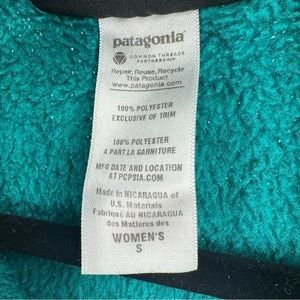 patagonia®
COMMON THREADS
PARTNERSHIP
Repair, Reuse, Recycle
This Product
www.patagonia.com
100% POLYESTER
EXCLUSIVE OF TRIM
100% POLYESTER
A PART LA GARNITURE
MFG DATE AND LOCATION
AT PCPSIA.COM
Made in NICARAGUA of
U.S. Materials
Fabriqué AU NICARAGUA
des Matieres des
WOMEN'S
S